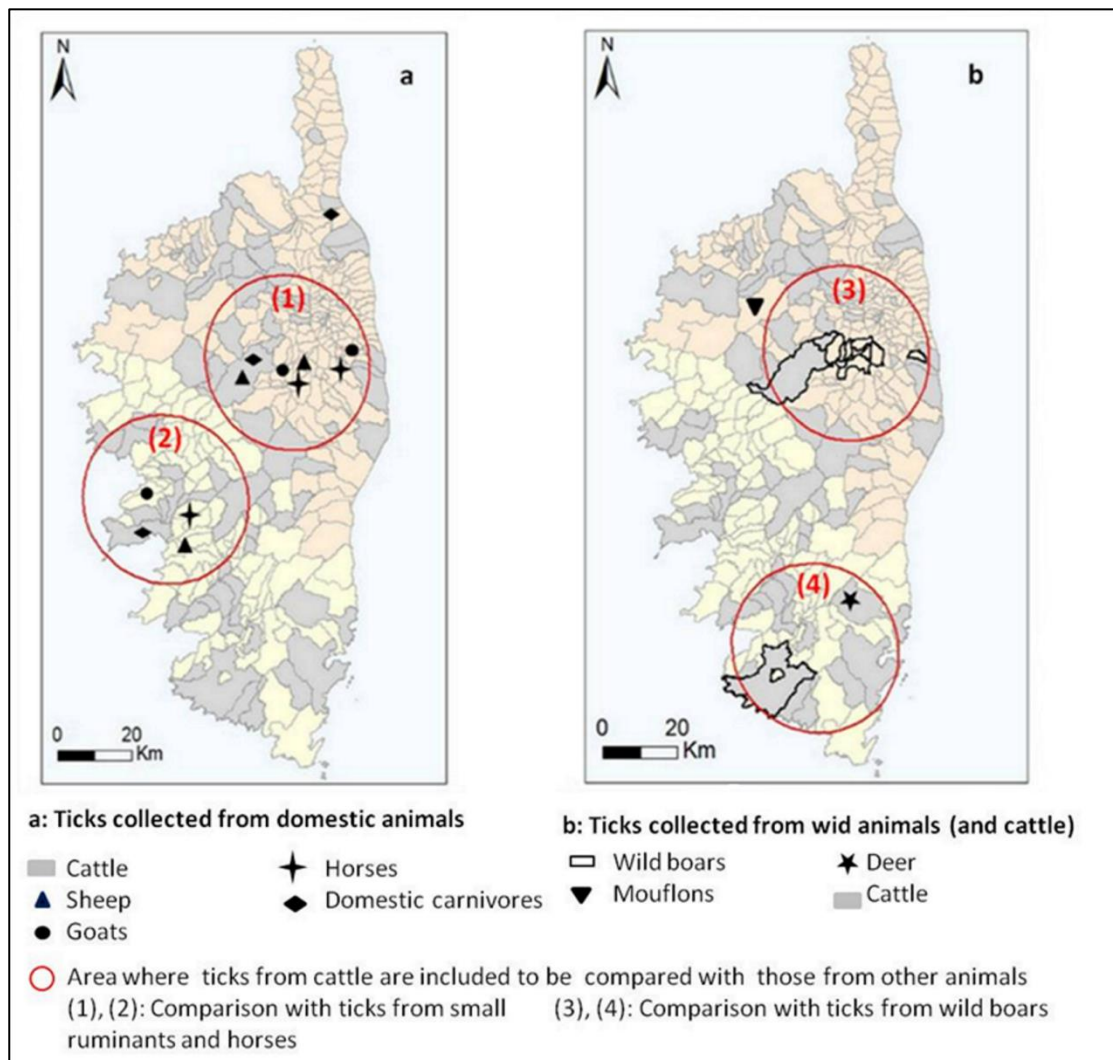 N
a
(1)
(2)
0 20
Km
N
b
(3)
(4)
0 20
Km
a: Ticks collected from domestic animals
Cattle
Horses
Sheep
Domestic carnivores
Goats
b: Ticks collected from wid animals (and cattle)
Wild boars
Deer
Mouflons
Cattle
Area where ticks from cattle are included to be compared with those from other animals
(1), (2): Comparison with ticks from small
ruminants and horses
(3), (4): Comparison with ticks from wild boars